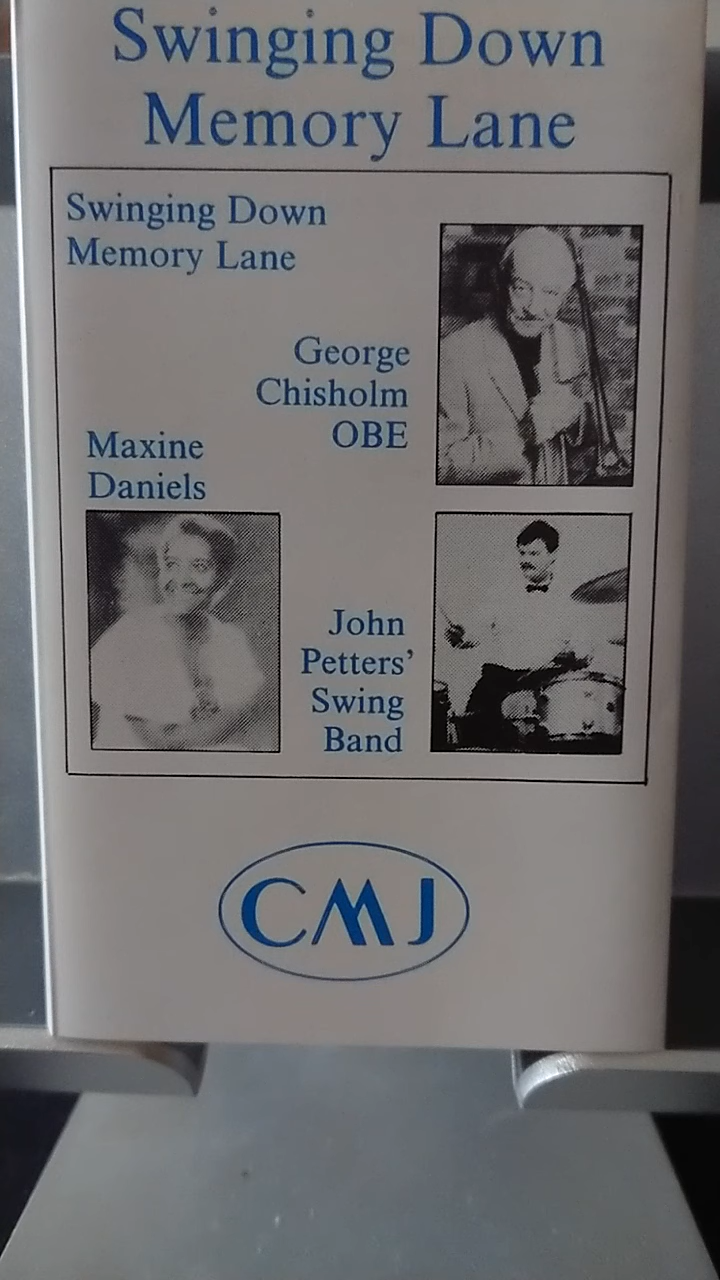 Swinging Down
Memory Lane
Swinging Down
Memory Lane
George
Chisholm
OBE
Maxine
Daniels
John
Petters'
Swing
Band
CMJ